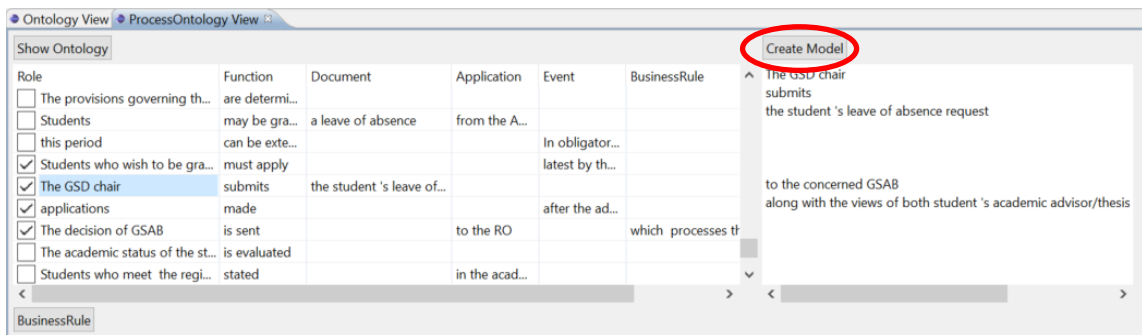 Ontology View ProcessOntology View
Show Ontology Create Model
Role Function Document Application Event BusinessRule
The provisions governing th... are determi...
Students may be gra... a leave of absence from the A...
this period can be exte... In obligator...
Students who wish to be gra... must apply latest by th...
The GSD chair submits the student 's leave of...
applications made after the ad...
The decision of GSAB is sent to the RO which processes th
The academic status of the st... is evaluated
Students who meet the regi... stated in the acad...
The GSD chair
submits
the student 's leave of absence request
to the concerned GSAB
along with the views of both student 's academic advisor/thesis
BusinessRule